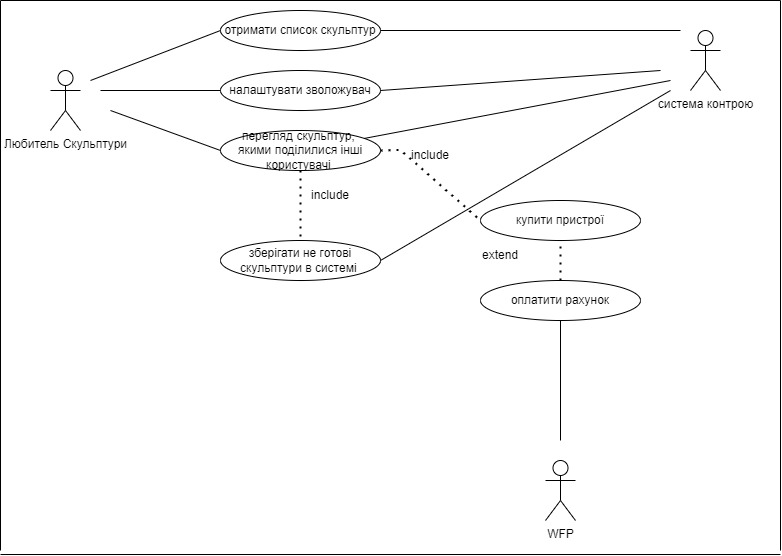 отримати список скульптур
налаштувати зволожувач
система контрою
Любитель Скульптури
перегляд скульптур,
якими поділилися інші
користувачі
include
include
купити пристрої
зберігати не готові
скульптури в системі
extend
оплатити рахунок
WFP